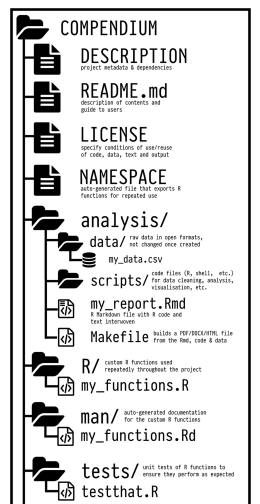 COMPENDIUM
DESCRIPTION
project metadata & dependencies
README.md
description of contents and
guide to users
LICENSE
specify conditions of use/reuse
of code, data, text and output
NAMESPACE
auto-generated file that exports R
functions for repeated use
analysis/
data/ raw data in open formats,
not changed once created
my_data.csv
scripts/ code files (R, shell, etc.)
for data cleaning, analysis,
visualisation, etc.
my_report.Rmd
R Markdown file with R code and
text interwoven
Makefile builds a PDF/DOCX/HTML file
from the Rmd, code & data
R/ custom R functions used
repeatedly throughout the project
my_functions.R
man/ auto-generated documentation
for the custom R functions
my_functions.Rd
tests/ unit tests of R functions to
ensure they perform as expected
testthat.R